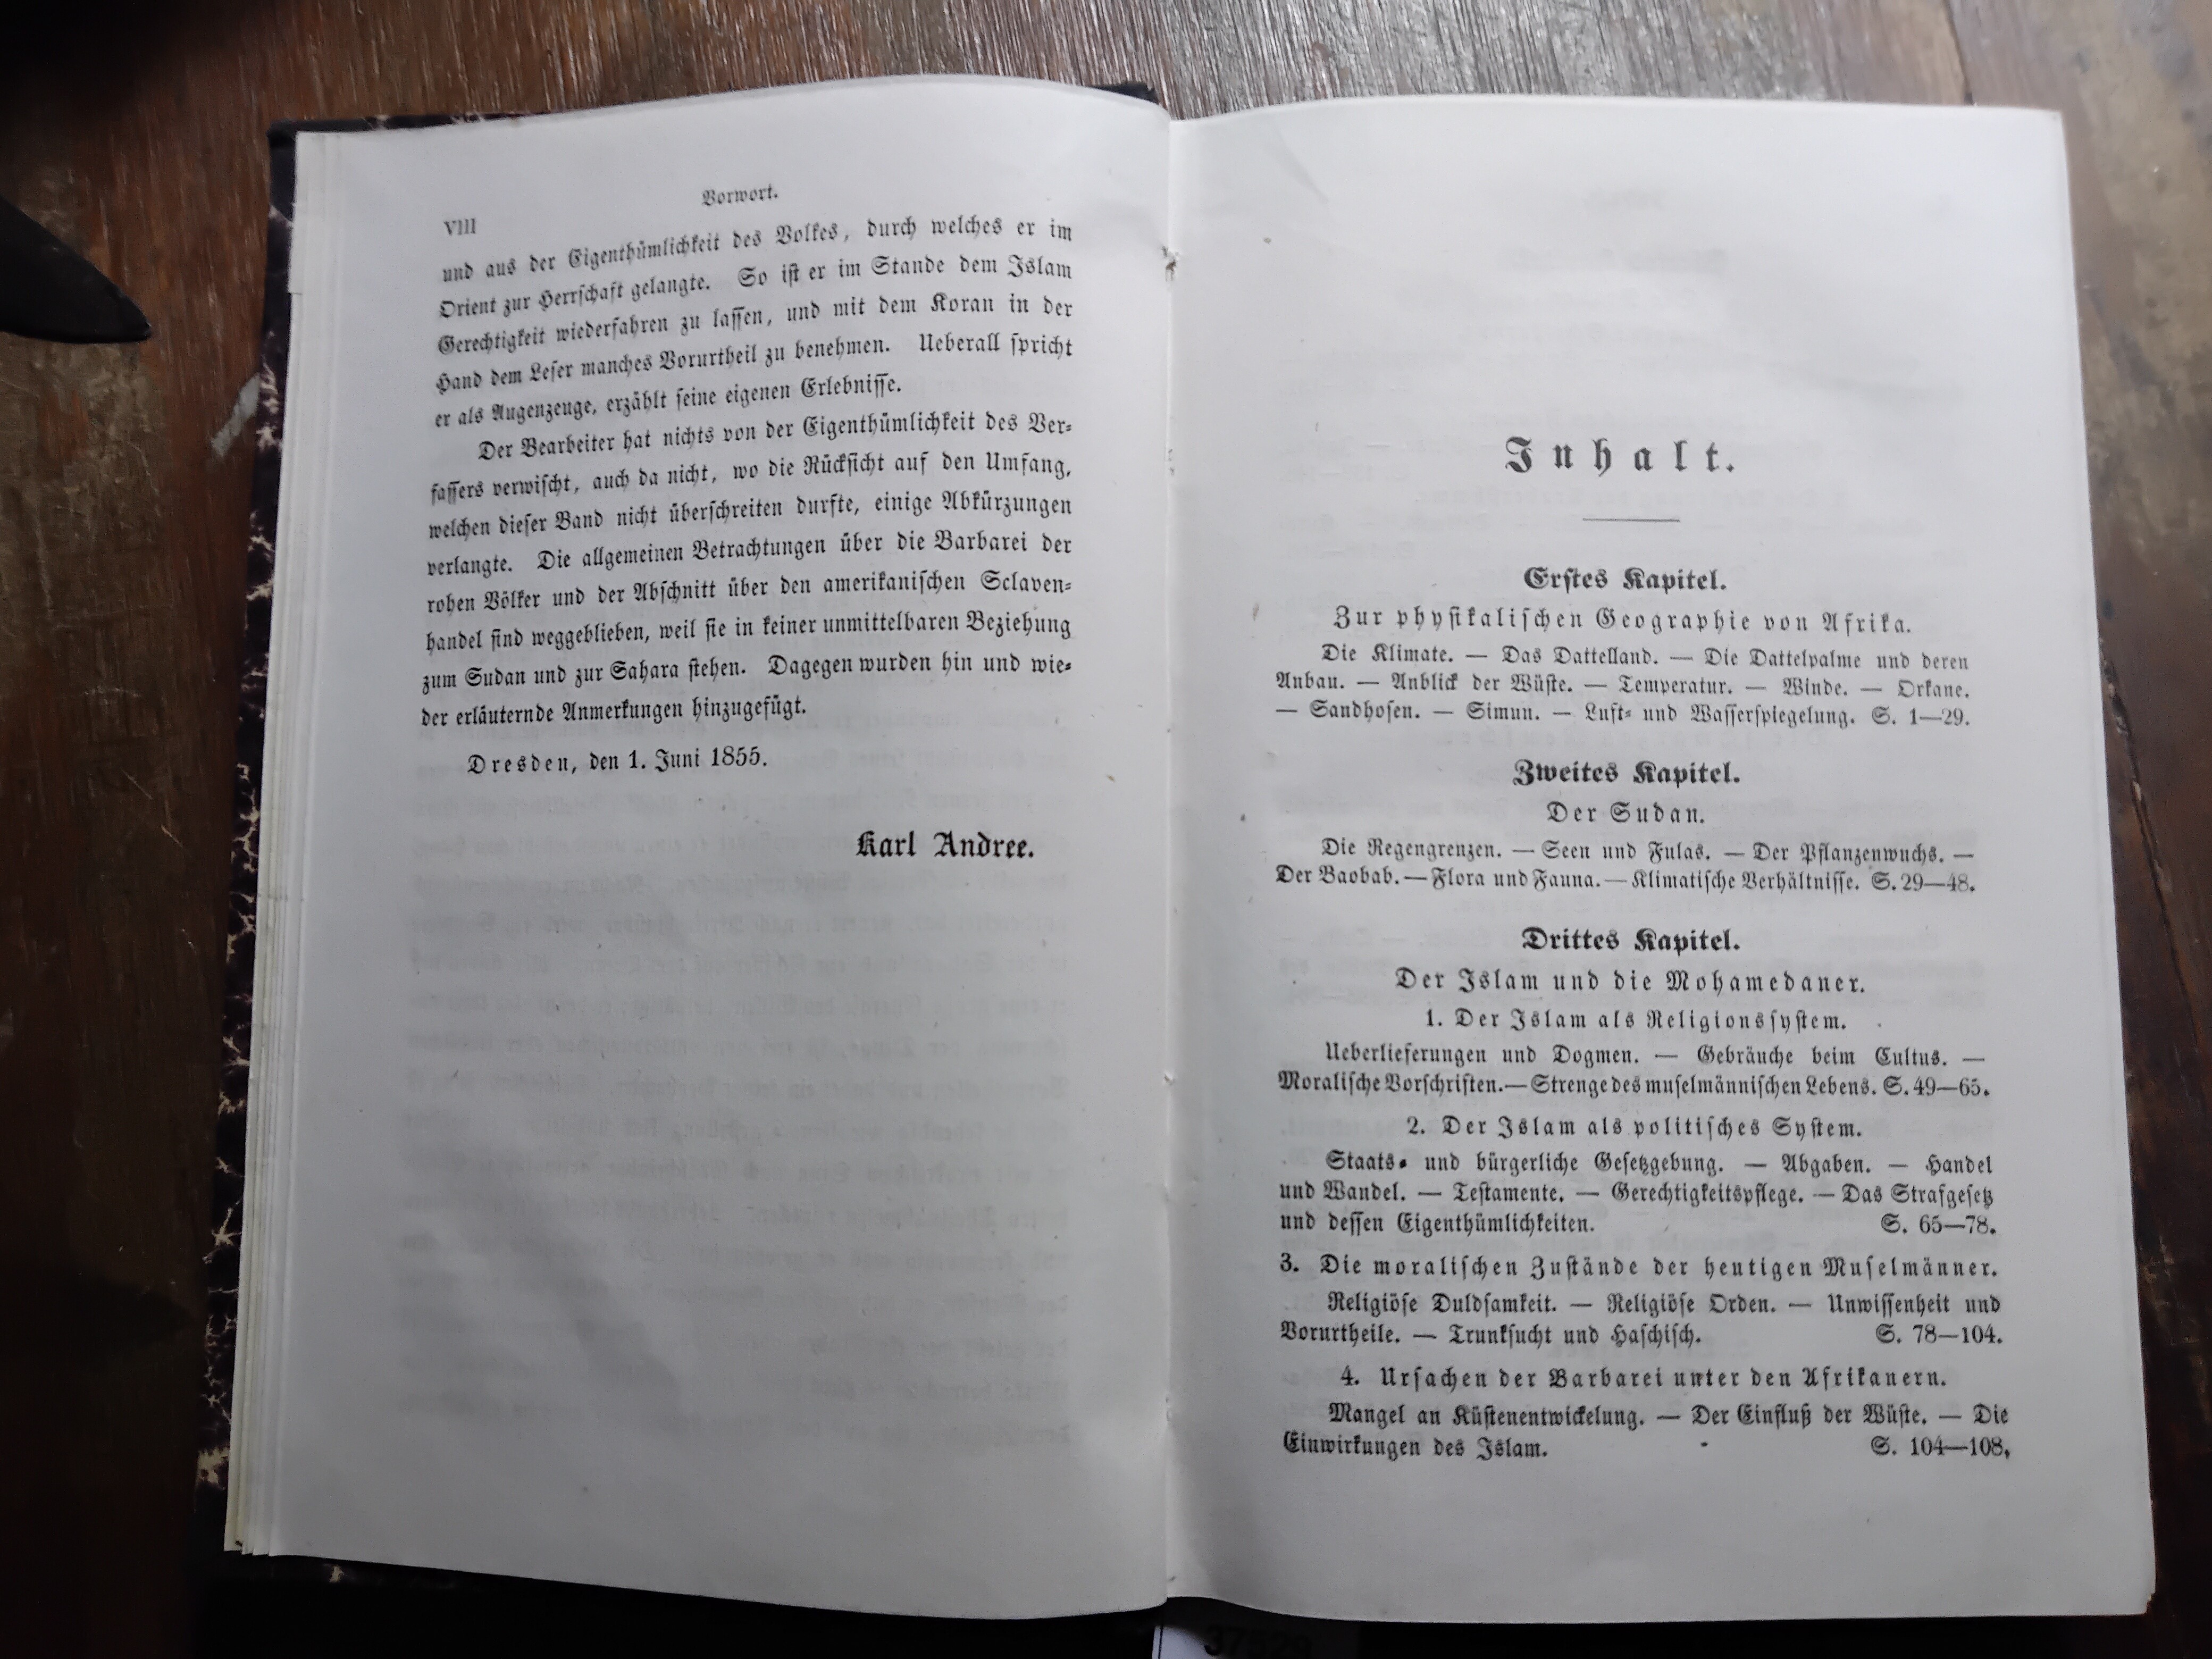 VIII
Vorwort.
und aus der Eigenthümlichkeit des Volkes, durch welches er im
Orient zur Herrschaft gelangte. So ist er im Stande dem Islam
Gerechtigkeit wiederfahren zu lassen, und mit dem Koran in der
Hand dem Leser manches Vorurtheil zu benehmen. Ueberall spricht
er als Augenzeuge, erzählt seine eigenen Erlebnisse.
Der Bearbeiter hat nichts von der Eigenthümlichkeit des Ver-
fassers verwischt, auch da nicht, wo die Rücksicht auf den Umfang,
welchen dieser Band nicht überschreiten durfte, einige Abkürzungen
verlangte. Die allgemeinen Betrachtungen über die Barbarei der
rohen Völker und der Abschnitt über den amerikanischen Sclaven-
handel sind weggeblieben, weil sie in keiner unmittelbaren Beziehung
zum Sudan und zur Sahara stehen. Dagegen wurden hin und wie-
der erläuternde Anmerkungen hinzugefügt.
Dresden, den 1. Juni 1855.
Karl Andree.
Inhalt.
Erstes Kapitel.
Zur physikalischen Geographie von Afrika.
Die Klimate. — Das Dattelland. — Die Dattelpalme und deren
Anbau. — Anblick der Wüste. — Temperatur. — Winde. — Orkane.
— Sandhosen. — Simun. — Luft- und Wasserspiegelung. S. 1—29.
Zweites Kapitel.
Der Sudan.
Die Regengrenzen. — Seen und Fulas. — Der Pflanzenwuchs. —
Der Baobab. — Flora und Fauna. — Klimatische Verhältnisse. S. 29—48.
Drittes Kapitel.
Der Islam und die Mohamedaner.
1. Der Islam als Religionssystem.
Ueberlieferungen und Dogmen. — Gebräuche beim Cultus. —
Moralische Vorschriften. — Strenge des muselmännischen Lebens. S. 49—65.
2. Der Islam als politisches System.
Staats- und bürgerliche Gesetzgebung. — Abgaben. — Handel
und Wandel. — Testamente. — Gerechtigkeitspflege. — Das Strafgesetz
und dessen Eigenthümlichkeiten. S. 65—78.
3. Die moralischen Zustände der heutigen Muselmänner.
Religiöse Duldsamkeit. — Religiöse Orden. — Unwissenheit und
Vorurtheile. — Trunksucht und Haschisch. S. 78—104.
4. Ursachen der Barbarei unter den Afrikanern.
Mangel an Küstenentwickelung. — Der Einfluß der Wüste. — Die
Einwirkungen des Islam. S. 104—108.